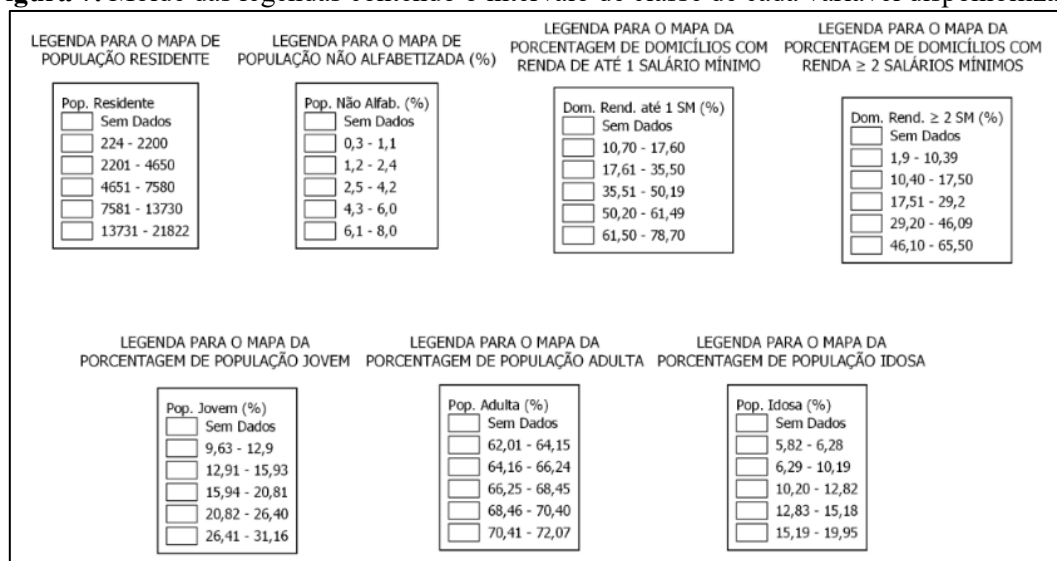 LEGENDA PARA O MAPA DE
POPULAÇÃO RESIDENTE
Pop. Residente
Sem Dados
224 - 2200
2201 - 4650
4651 - 7580
7581 - 13730
13731 - 21822
LEGENDA PARA O MAPA DE
POPULAÇÃO NÃO ALFABETIZADA (%)
Pop. Não Alfab. (%)
Sem Dados
0,3 - 1,1
1,2 - 2,4
2,5 - 4,2
4,3 - 6,0
6,1 - 8,0
LEGENDA PARA O MAPA DA
PORCENTAGEM DE DOMICÍLIOS COM
RENDA DE ATÉ 1 SALÁRIO MÍNIMO
Dom. Rend. até 1 SM (%)
Sem Dados
10,70 - 17,60
17,61 - 35,50
35,51 - 50,19
50,20 - 61,49
61,50 - 78,70
LEGENDA PARA O MAPA DA
PORCENTAGEM DE DOMICÍLIOS COM
RENDA ≥ 2 SALÁRIOS MÍNIMOS
Dom. Rend. ≥ 2 SM (%)
Sem Dados
1,9 - 10,39
10,40 - 17,50
17,51 - 29,2
29,20 - 46,09
46,10 - 65,50
LEGENDA PARA O MAPA DA
PORCENTAGEM DE POPULAÇÃO JOVEM
Pop. Jovem (%)
Sem Dados
9,63 - 12,9
12,91 - 15,93
15,94 - 20,81
20,82 - 26,40
26,41 - 31,16
LEGENDA PARA O MAPA DA
PORCENTAGEM DE POPULAÇÃO ADULTA
Pop. Adulta (%)
Sem Dados
62,01 - 64,15
64,16 - 66,24
66,25 - 68,45
68,46 - 70,40
70,41 - 72,07
LEGENDA PARA O MAPA DA
PORCENTAGEM DE POPULAÇÃO IDOSA
Pop. Idosa (%)
Sem Dados
5,82 - 6,28
6,29 - 10,19
10,20 - 12,82
12,83 - 15,18
15,19 - 19,95